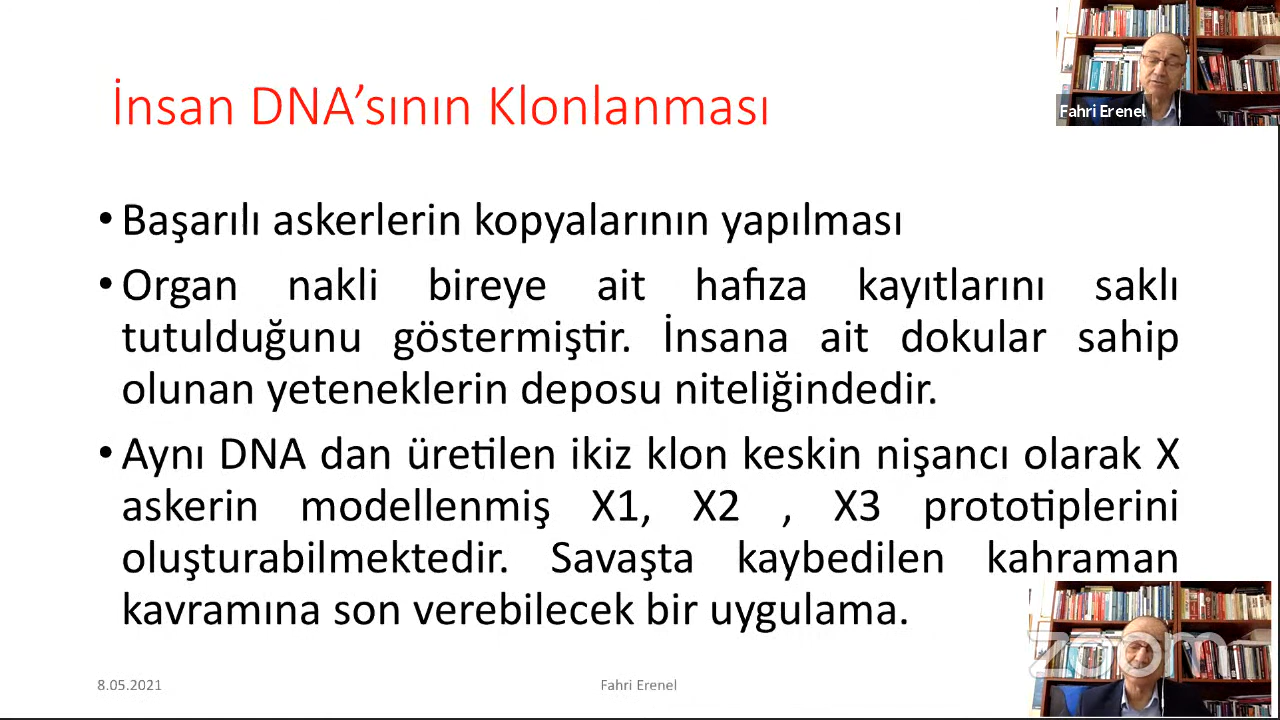 İnsan DNA’sının Klonlanması
Fahri Erenel
• Başarılı askerlerin kopyalarının yapılması
• Organ nakli bireye ait hafıza kayıtlarını saklı
tutulduğunu göstermiştir. İnsana ait dokular sahip
olunan yeteneklerin deposu niteliğindedir.
• Aynı DNA dan üretilen ikiz klon keskin nişancı olarak X
askerin modellenmiş X1, X2 , X3 prototiplerini
oluşturabilmektedir. Savaşta kaybedilen kahraman
kavramına son verebilecek bir uygulama.
zoom
8.05.2021
Fahri Erenel